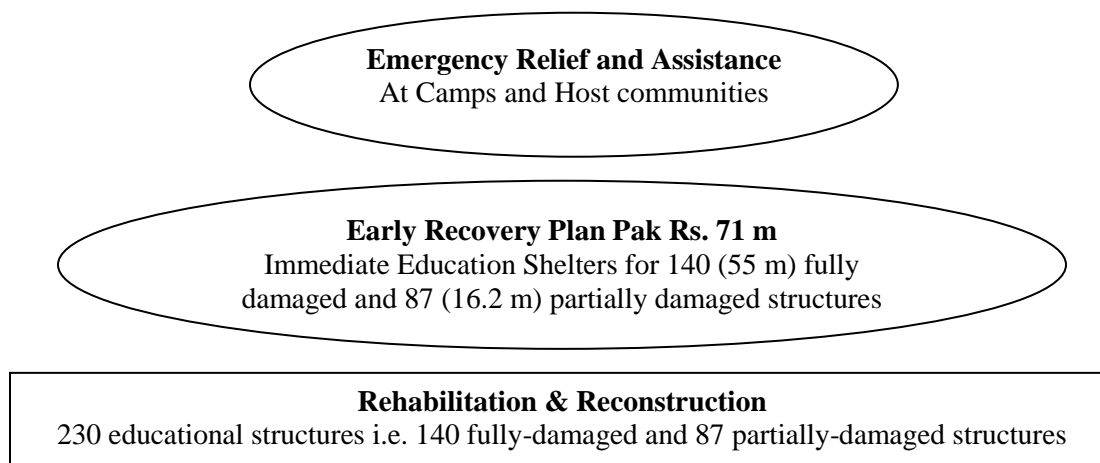 Emergency Relief and Assistance
At Camps and Host communities
Early Recovery Plan Pak Rs. 71 m
Immediate Education Shelters for 140 (55 m) fully
damaged and 87 (16.2 m) partially damaged structures
Rehabilitation & Reconstruction
230 educational structures i.e. 140 fully-damaged and 87 partially-damaged structures